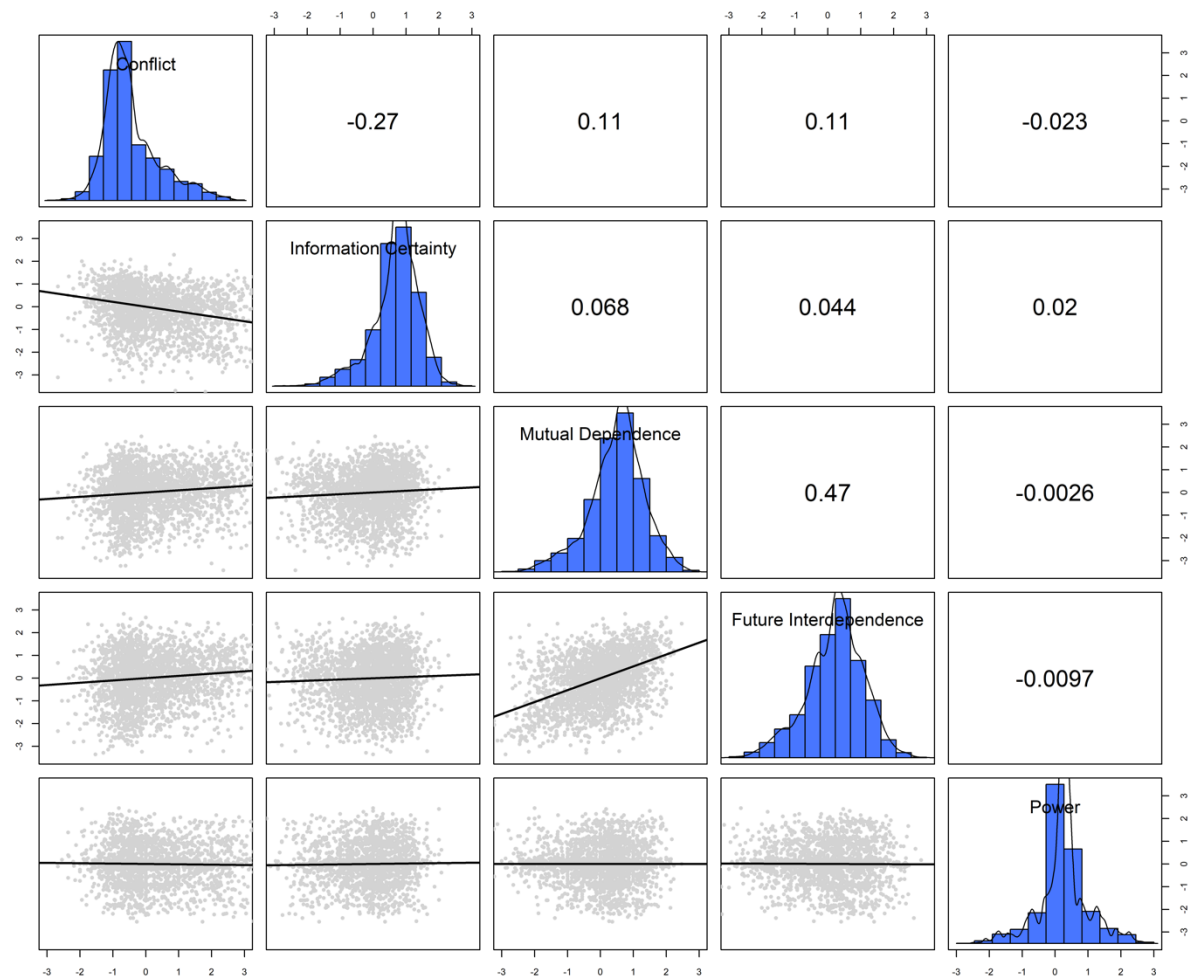 -3 -2 -1 0 1 2 3 -3 -2 -1 0 1 2 3
Conflict -0.27 0.11 0.11 -0.023 3 2 1 0 -1 -2 -3
3 2 1 0 -1 -2 -3 Information Certainty 0.068 0.044 0.02
Mutual Dependence 0.47 -0.0026 3 2 1 0 -1 -2 -3
3 2 1 0 -1 -2 -3 Future Interdependence -0.0097
Power 3 2 1 0 -1 -2 -3
-3 -2 -1 0 1 2 3 -3 -2 -1 0 1 2 3 -3 -2 -1 0 1 2 3